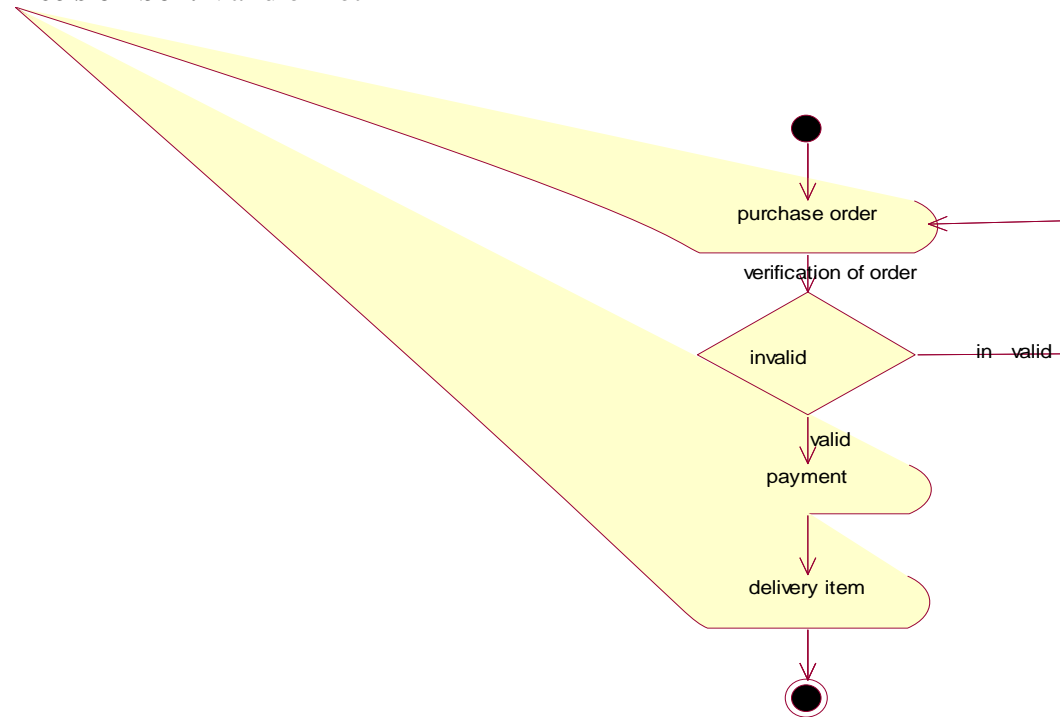 purchase order
verification of order
invalid
in valid
valid
payment
delivery item